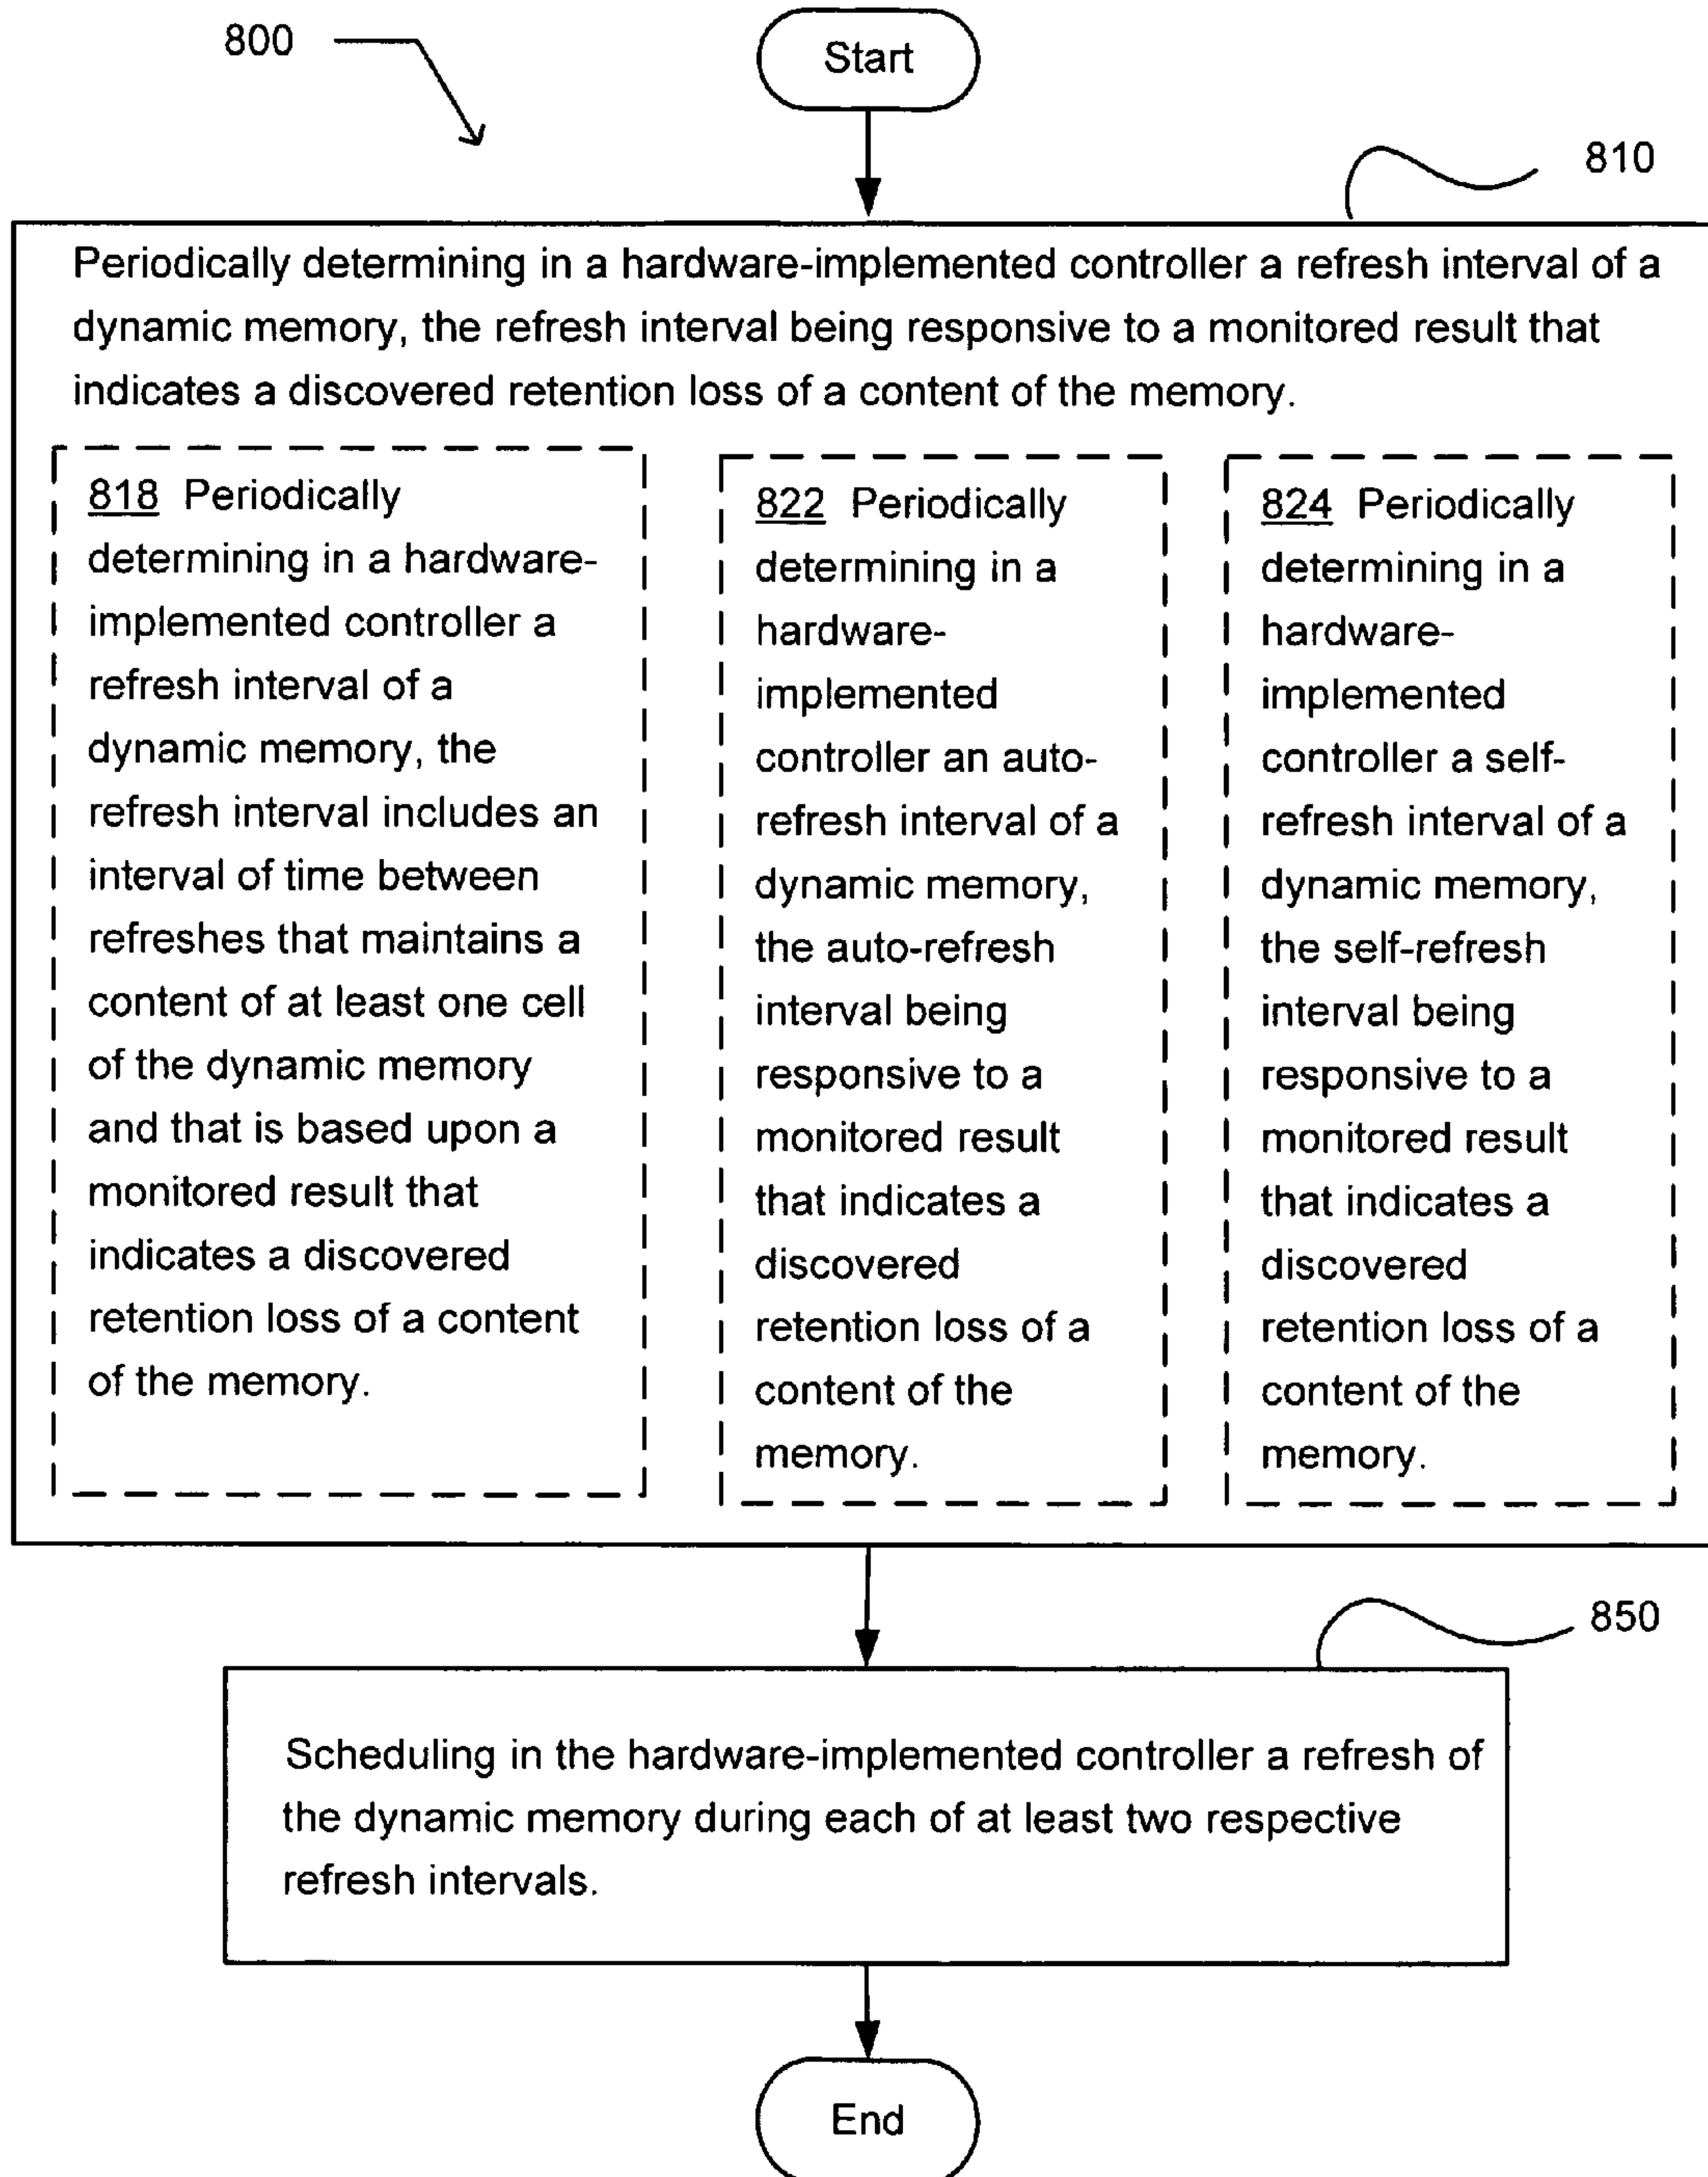 800
Start
810
Periodically determining in a hardware-implemented controller a refresh interval of a
dynamic memory, the refresh interval being responsive to a monitored result that
indicates a discovered retention loss of a content of the memory.
818 Periodically
determining in a hardware-
implemented controller a
refresh interval of a
dynamic memory, the
refresh interval includes an
interval of time between
refreshes that maintains a
content of at least one cell
of the dynamic memory
and that is based upon a
monitored result that
indicates a discovered
retention loss of a content
of the memory.
822 Periodically
determining in a
hardware-
implemented
controller an auto-
refresh interval of a
dynamic memory,
the auto-refresh
interval being
responsive to a
monitored result
that indicates a
discovered
retention loss of a
content of the
memory.
824 Periodically
determining in a
hardware-
implemented
controller a self-
refresh interval of a
dynamic memory,
the self-refresh
interval being
responsive to a
monitored result
that indicates a
discovered
retention loss of a
content of the
memory.
850
Scheduling in the hardware-implemented controller a refresh of
the dynamic memory during each of at least two respective
refresh intervals.
End